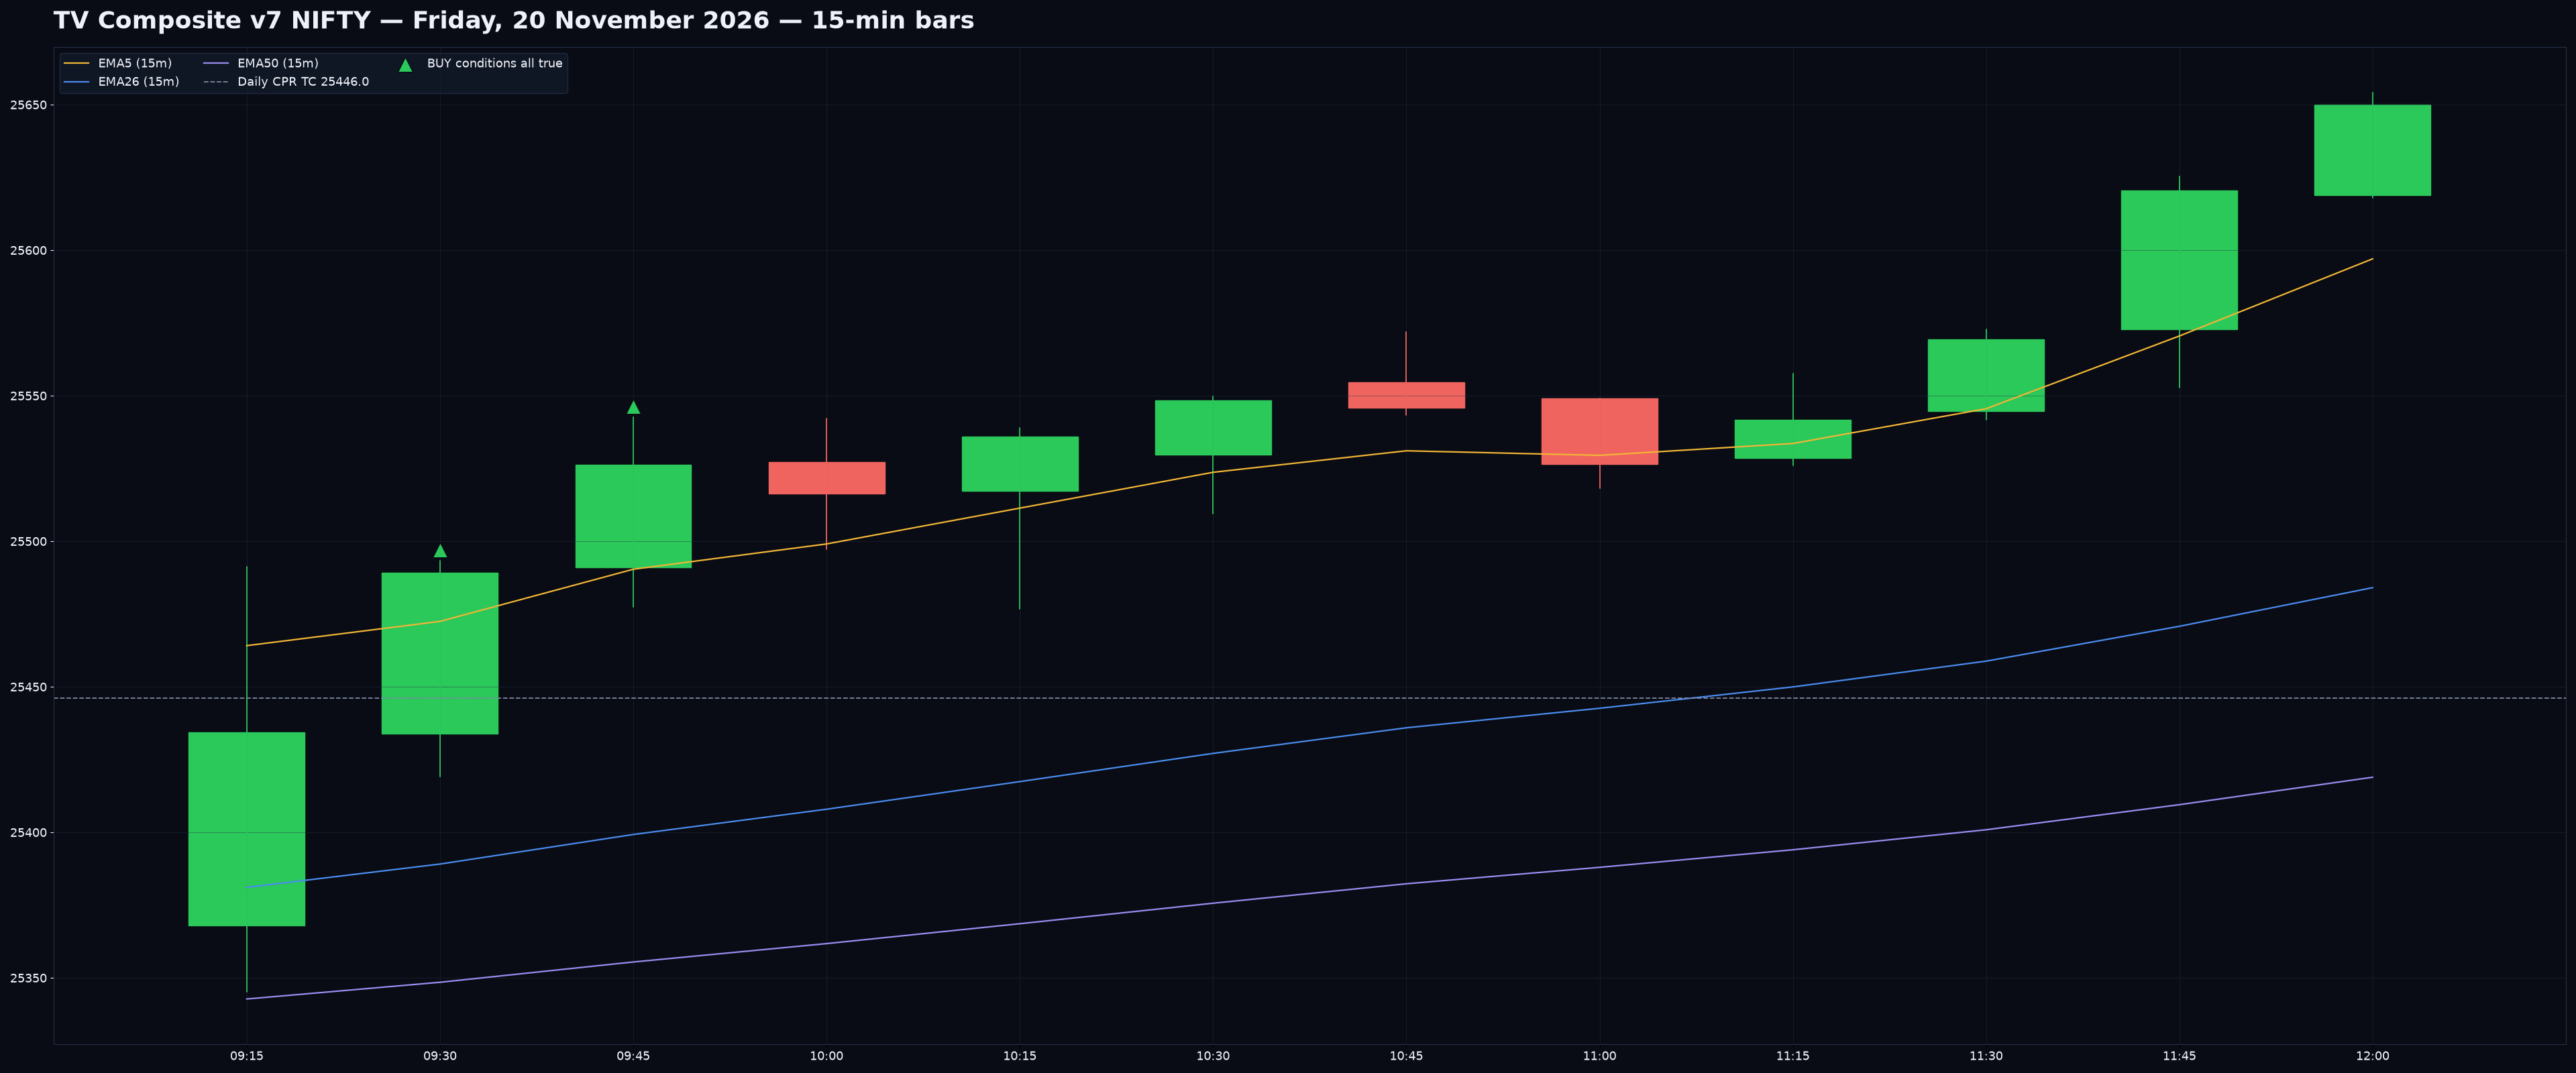 TV Composite v7 NIFTY — Friday, 20 November 2026 — 15-min bars
EMA5 (15m)
EMA26 (15m)
EMA50 (15m)
Daily CPR TC 25446.0
BUY conditions all true
25650
25600
25550
25500
25450
25400
25350
09:15 09:30 09:45 10:00 10:15 10:30 10:45 11:00 11:15 11:30 11:45 12:00